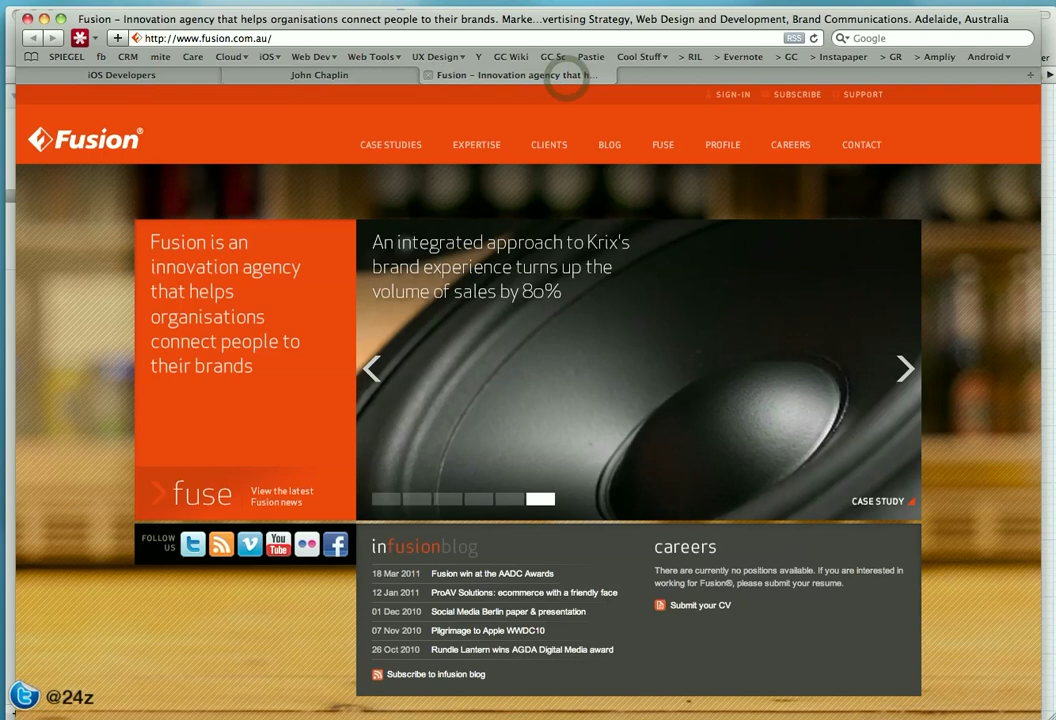 Fusion – Innovation agency that helps organisations connect people to their brands. Marke...vertising Strategy, Web Design and Development, Brand Communications. Adelaide, Australia
http://www.fusion.com.au/
RSS
Google
SPIEGEL fb CRM mite Care Cloud iOS Web Dev Web Tools UX Design Y GC Wiki GC Sc Pastie Cool Stuff > RIL > Evernote > GC > Instapaper > GR > Ampliy Android
iOS Developers
John Chaplin
Fusion – Innovation agency that h...
SIGN-IN SUBSCRIBE SUPPORT
Fusion®
CASE STUDIES EXPERTISE CLIENTS BLOG FUSE PROFILE CAREERS CONTACT
Fusion is an
innovation agency
that helps
organisations
connect people to
their brands
An integrated approach to Krix's
brand experience turns up the
volume of sales by 80%
fuse
View the latest
Fusion news
CASE STUDY
FOLLOW
US
You
Tube
infusionblog
18 Mar 2011 Fusion win at the AADC Awards
12 Jan 2011 ProAV Solutions: ecommerce with a friendly face
01 Dec 2010 Social Media Berlin paper & presentation
07 Nov 2010 Pilgrimage to Apple WWDC10
26 Oct 2010 Rundle Lantern wins AGDA Digital Media award
Subscribe to infusion blog
careers
There are currently no positions available. If you are interested in
working for Fusion®, please submit your resume.
Submit your CV
@24z